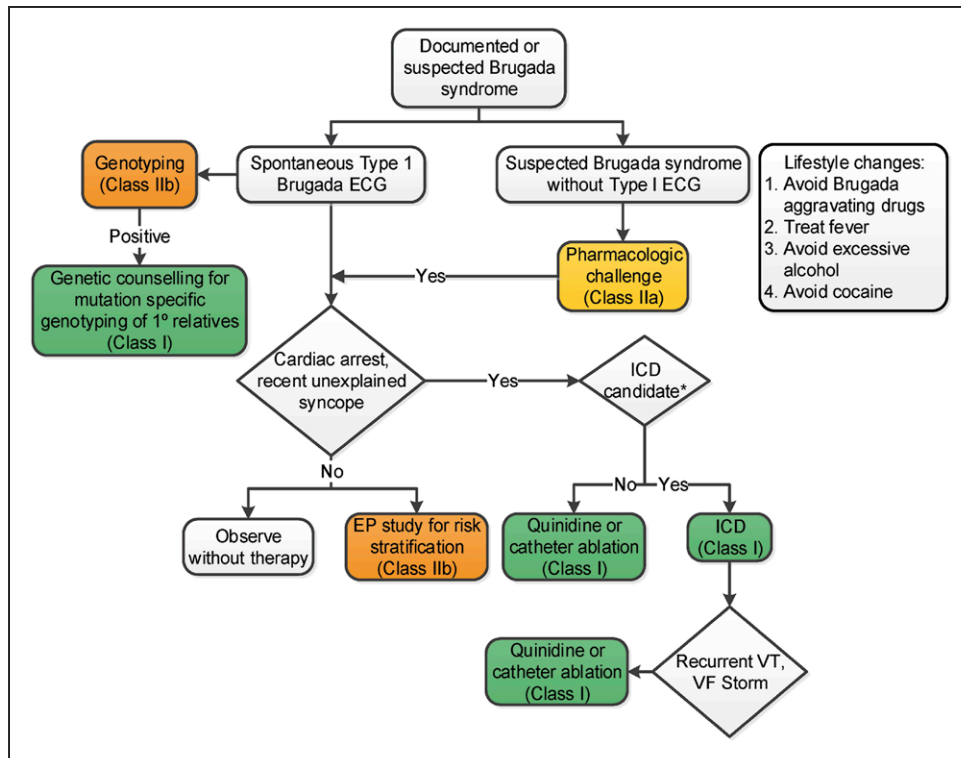 Documented or
suspected Brugada
syndrome
Genotyping
(Class IIb)
Spontaneous Type 1
Brugada ECG
Suspected Brugada syndrome
without Type I ECG
Lifestyle changes:
1. Avoid Brugada
aggravating drugs
2. Treat fever
3. Avoid excessive
alcohol
4. Avoid cocaine
Positive
Yes
Pharmacologic
challenge
(Class IIa)
Genetic counselling for
mutation specific
genotyping of 1º relatives
(Class I)
Cardiac arrest,
recent unexplained
syncope
Yes
ICD
candidate*
No
No
Yes
Observe
without therapy
EP study for risk
stratification
(Class IIb)
Quinidine or
catheter ablation
(Class I)
ICD
(Class I)
Quinidine or
catheter ablation
(Class I)
Recurrent VT,
VF Storm